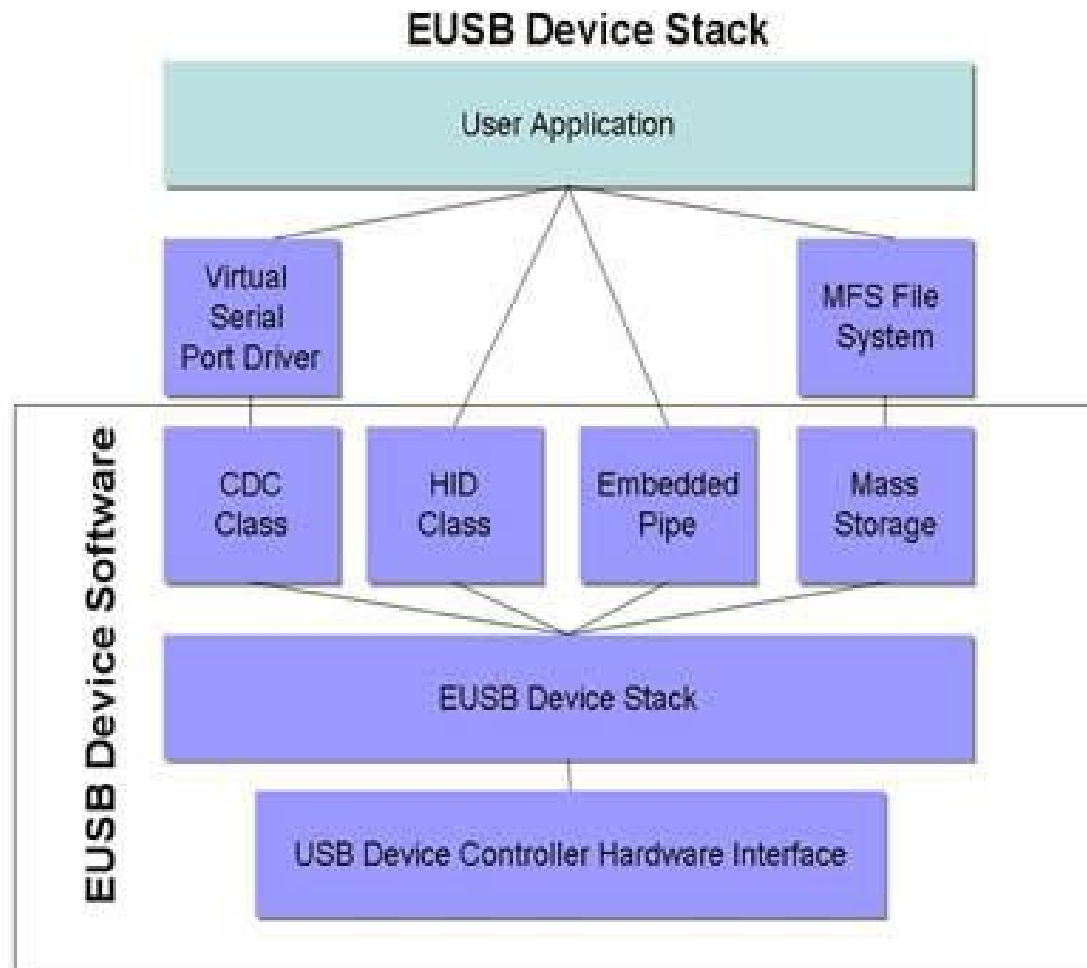 EUSB Device Stack
User Application
Virtual
Serial
Port Driver
MFS File
System
EUSB Device Software
CDC
Class
HID
Class
Embedded
Pipe
Mass
Storage
EUSB Device Stack
USB Device Controller Hardware Interface